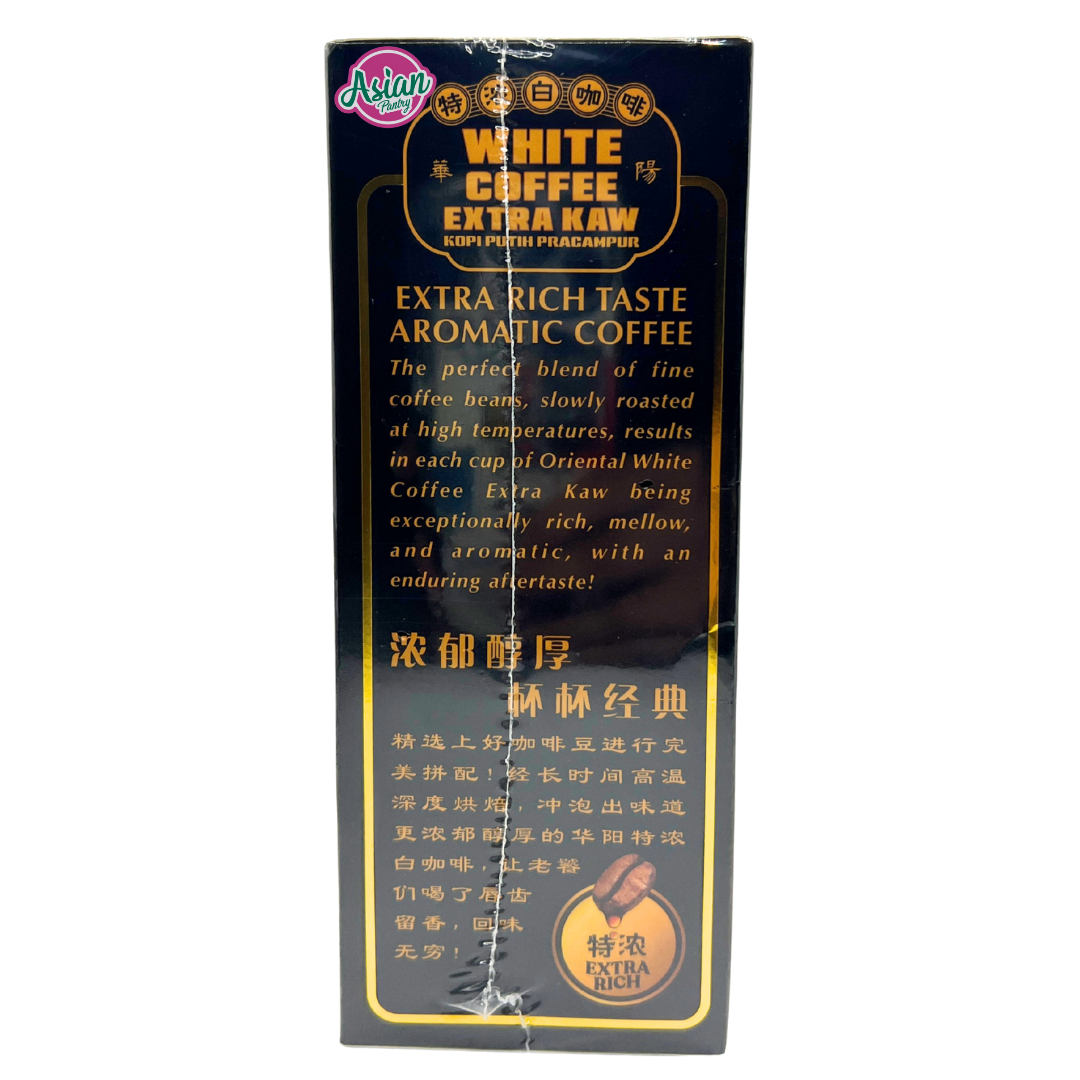 Asian
Pantry
特浓白咖啡
華 WHITE 陽
COFFEE
EXTRA KAW
KOPI PUTIH PRACAMPUR
EXTRA RICH TASTE
AROMATIC COFFEE
The perfect blend of fine
coffee beans, slowly roasted
at high temperatures, results
in each cup of Oriental White
Coffee Extra Kaw being
exceptionally rich, mellow,
and aromatic, with an
enduring aftertaste!
浓郁醇厚
杯杯经典
精选上好咖啡豆进行完
美拼配！经长时间高温
深度烘焙，冲泡出味道
更浓郁醇厚的华阳特浓
白咖啡，让老饕
们喝了唇齿
留香，回味
无穷！
特浓
EXTRA
RICH